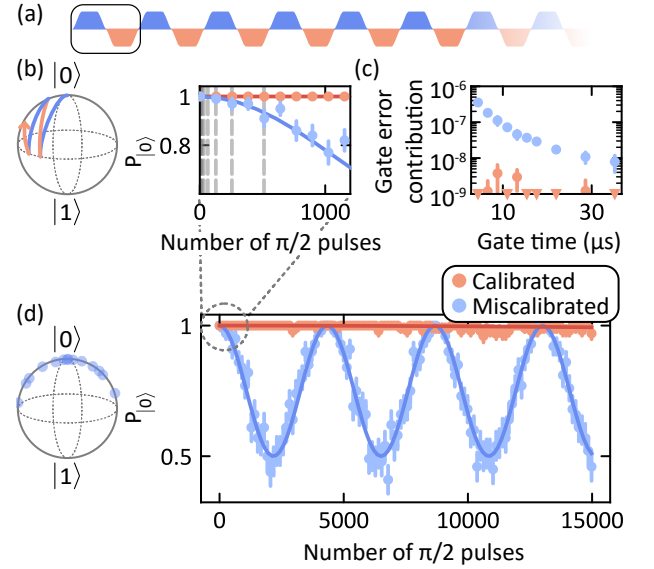 (a)
(b)
|0⟩
|1⟩
P|0⟩
1
0.8
0
1000
Number of π/2 pulses
(c)
Gate error
contribution
10-6
10-7
10-8
10-9
10
30
Gate time (μs)
Calibrated
Miscalibrated
(d)
|0⟩
|1⟩
P|0⟩
1
0.5
0
5000
10000
15000
Number of π/2 pulses